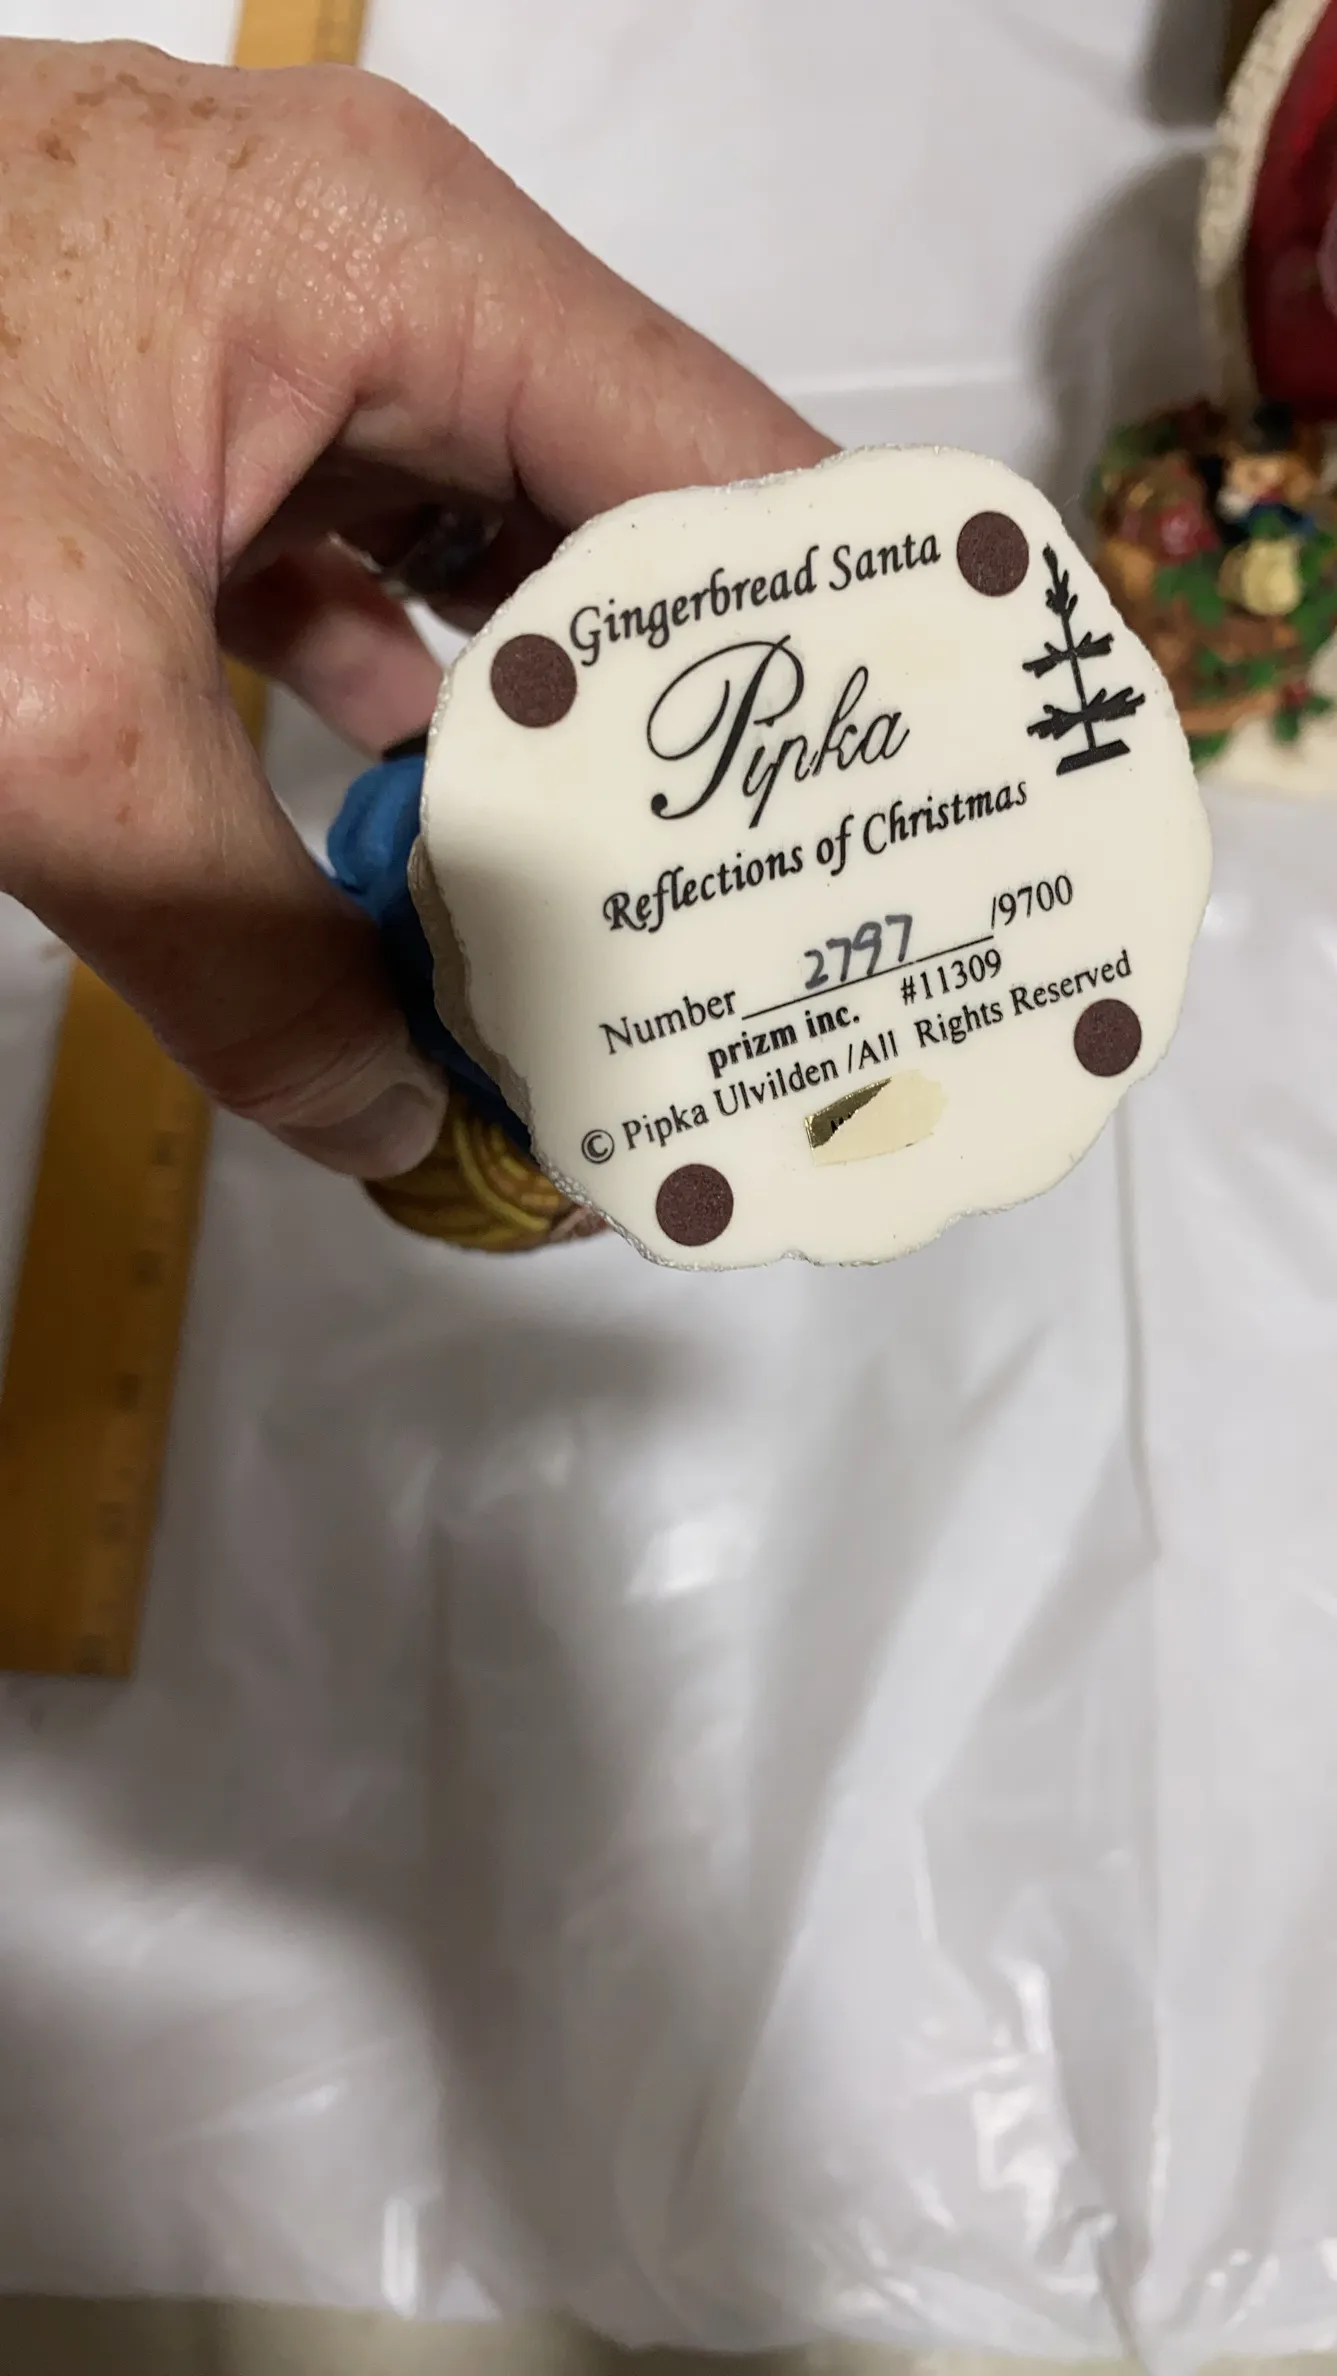 Gingerbread Santa
Pipka
Reflections of Christmas
Number 2797 /9700
prizm inc. #11309
© Pipka Ulvilden /All Rights Reserved